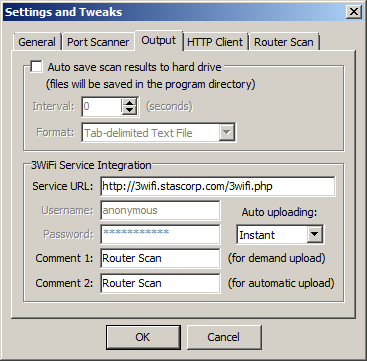 Settings and Tweaks
General Port Scanner Output HTTP Client Router Scan
Auto save scan results to hard drive
(files will be saved in the program directory)
Interval: 0 (seconds)
Format: Tab-delimited Text File
3WiFi Service Integration
Service URL: http://3wifi.stascorp.com/3wifi.php
Username: anonymous Auto uploading:
Password: *********** Instant
Comment 1: Router Scan (for demand upload)
Comment 2: Router Scan (for automatic upload)
OK Cancel